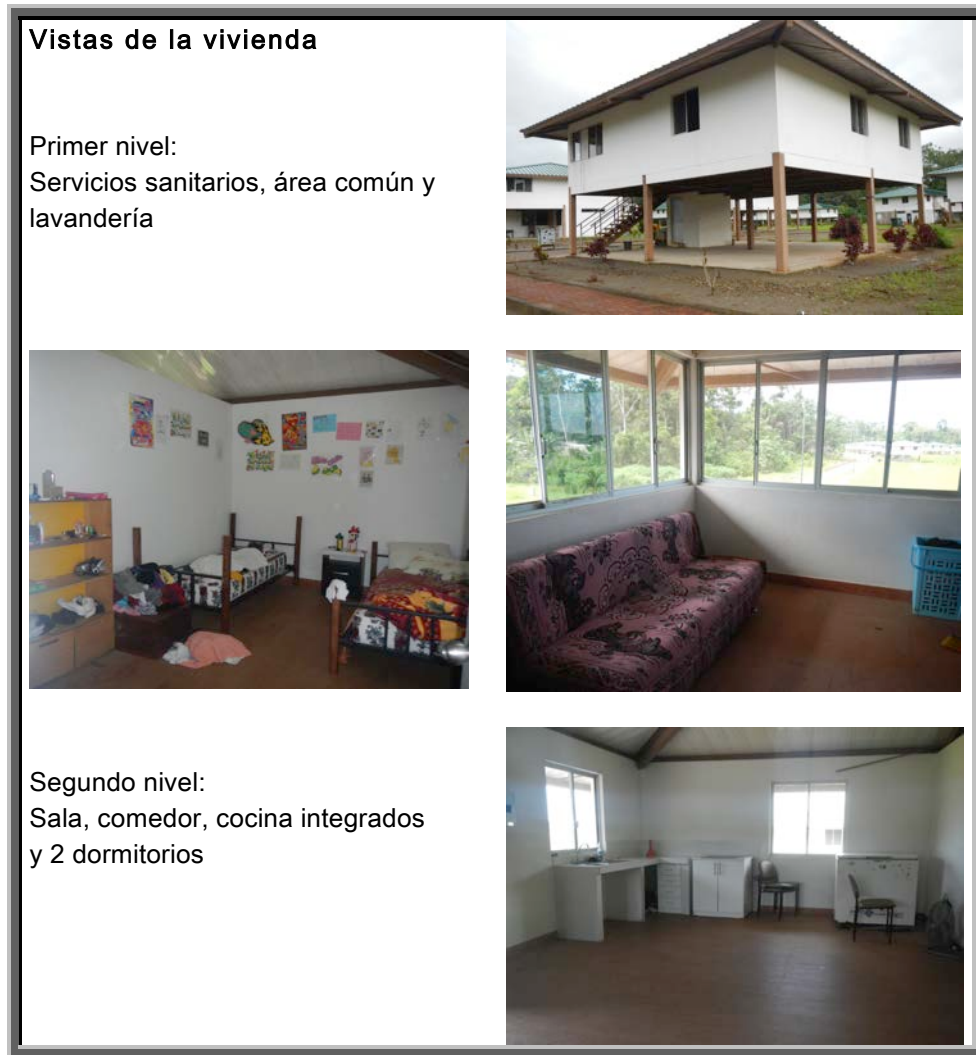 Vistas de la vivienda
Primer nivel:
Servicios sanitarios, área común y
lavandería
Segundo nivel:
Sala, comedor, cocina integrados
y 2 dormitorios